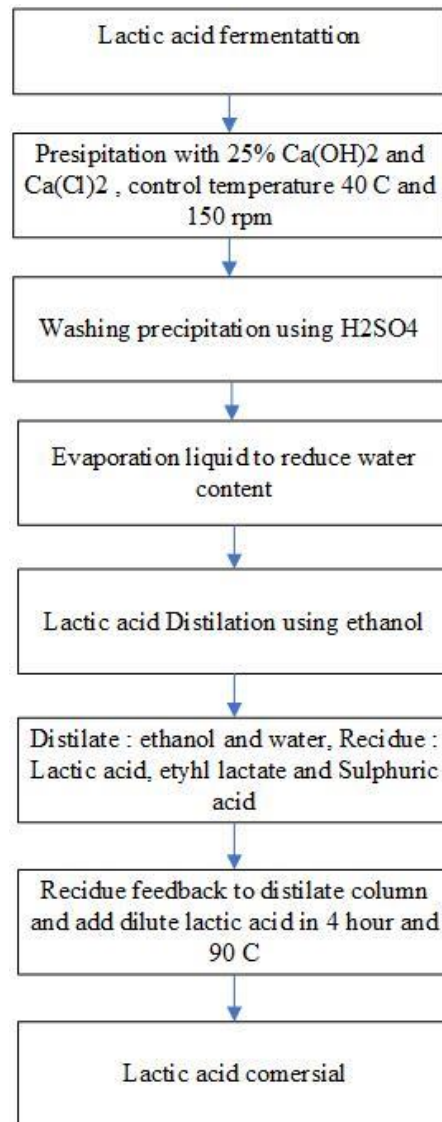 Lactic acid fermentattion
Presipitation with 25% Ca(OH)2 and
Ca(Cl)2 , control temperature 40 C and
150 rpm
Washing precipitation using H2SO4
Evaporation liquid to reduce water
content
Lactic acid Distilation using ethanol
Distilate : ethanol and water, Recidue :
Lactic acid, etyhl lactate and Sulphuric
acid
Recidue feedback to distilate column
and add dilute lactic acid in 4 hour and
90 C
Lactic acid comersial